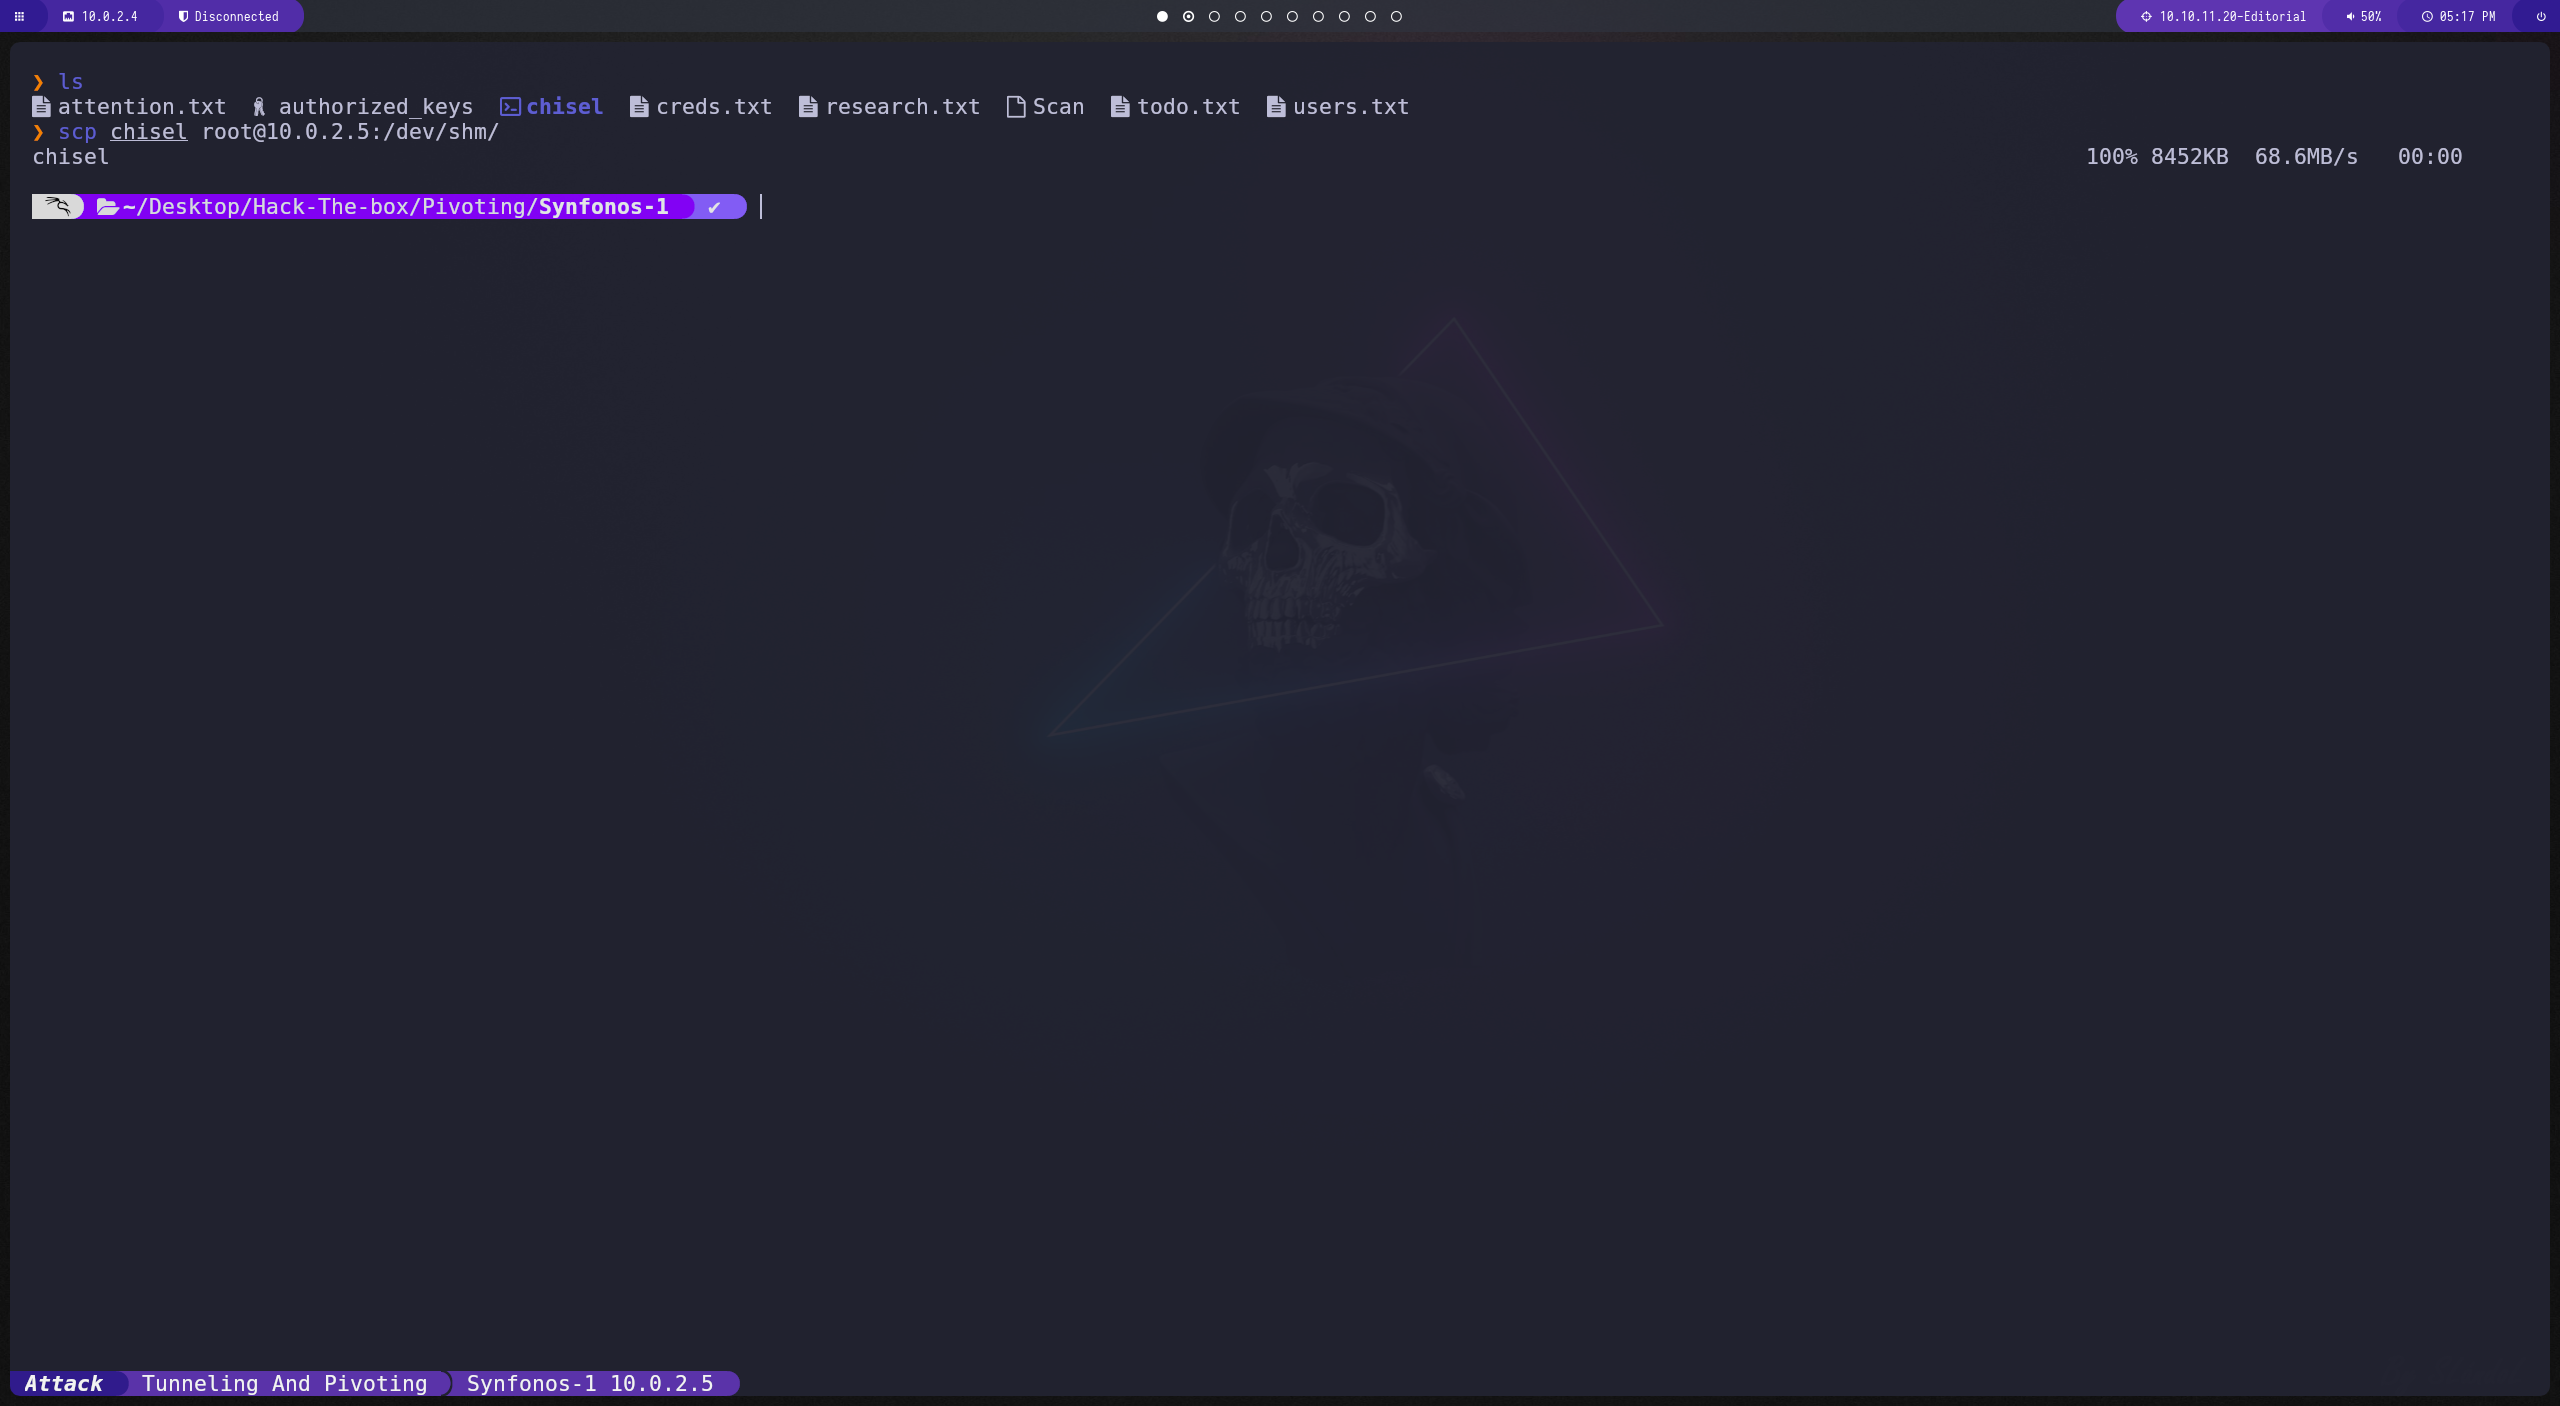 10.0.2.4 Disconnected 10.10.11.20-Editorial 50% 05:17 PM
❯ ls
attention.txt authorized_keys chisel creds.txt research.txt Scan todo.txt users.txt
❯ scp chisel root@10.0.2.5:/dev/shm/
chisel 100% 8452KB 68.6MB/s 00:00
~/Desktop/Hack-The-box/Pivoting/Synfonos-1 ✔
Attack Tunneling And Pivoting Synfonos-1 10.0.2.5